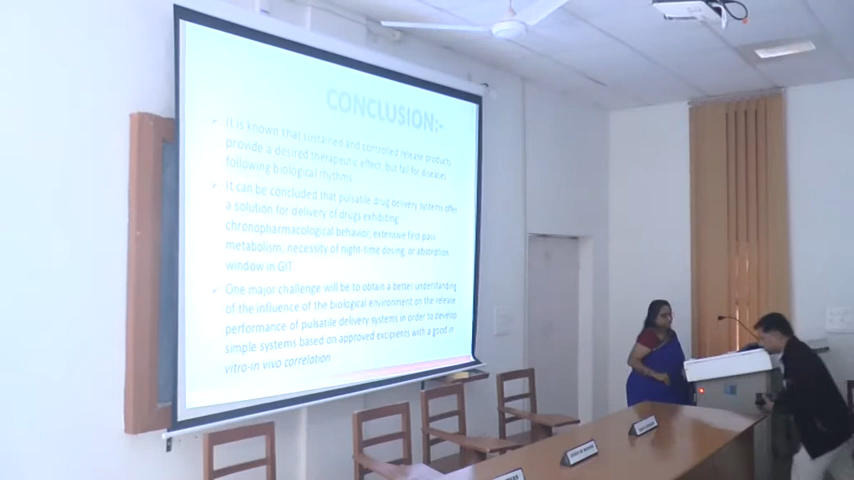 CONCLUSION:-
It is known that sustained and controlled release products
provide a desired therapeutic effect, but fail for diseases
following biological rhythms.
It can be concluded that pulsatile drug delivery systems offer
a solution for delivery of drugs exhibiting
chronopharmacological behavior, extensive first pass
metabolism, necessity of night-time dosing, or absorption
window in GIT.
One major challenge will be to obtain a better understanding
of the influence of the biological environment on the release
performance of pulsatile delivery systems in order to develop
simple systems based on approved excipients with a good in
vitro-in vivo correlation